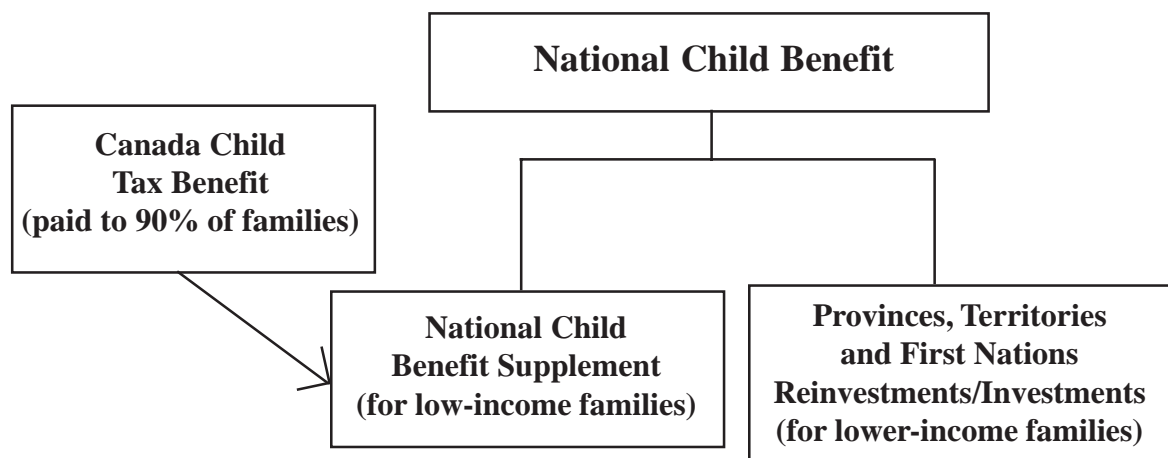 National Child Benefit
Canada Child
Tax Benefit
(paid to 90% of families)
National Child
Benefit Supplement
(for low-income families)
Provinces, Territories
and First Nations
Reinvestments/Investments
(for lower-income families)